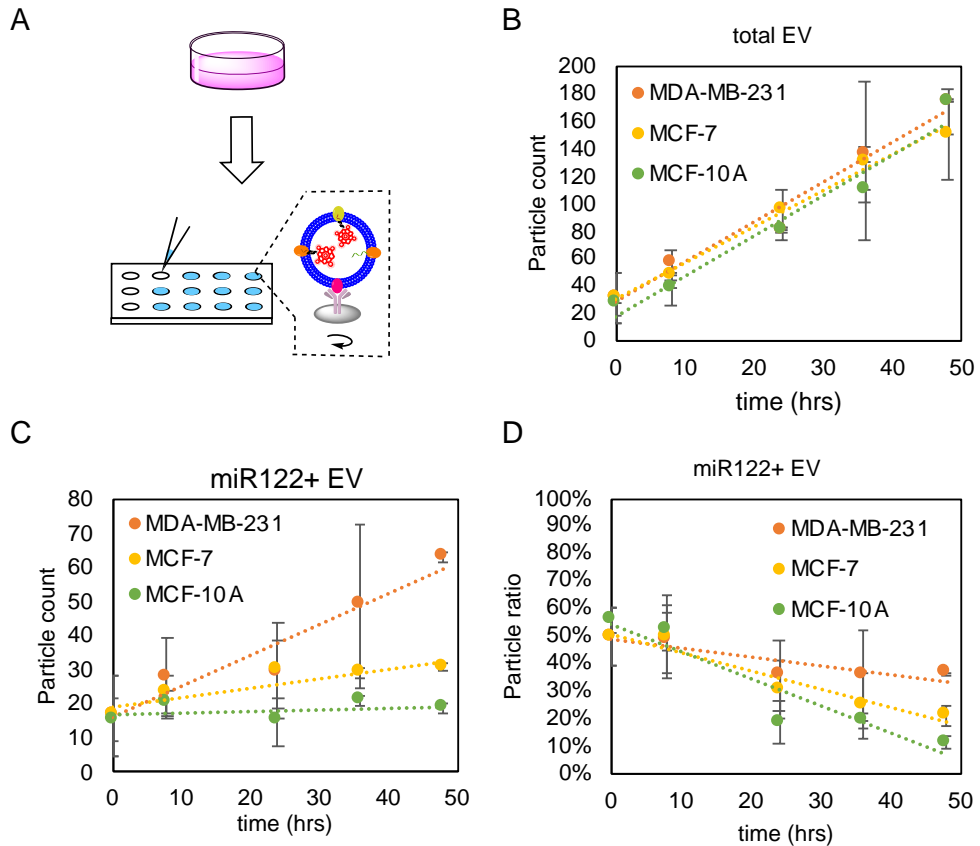 A
B
total EV
200
180
160
140
120
100
80
60
40
20
0
Particle count
MDA-MB-231
MCF-7
MCF-10A
0 10 20 30 40 50
time (hrs)
C
miR122+ EV
80
70
60
50
40
30
20
10
0
Particle count
MDA-MB-231
MCF-7
MCF-10A
0 10 20 30 40 50
time (hrs)
D
miR122+ EV
100%
90%
80%
70%
60%
50%
40%
30%
20%
10%
0%
Particle ratio
MDA-MB-231
MCF-7
MCF-10A
0 10 20 30 40 50
time (hrs)